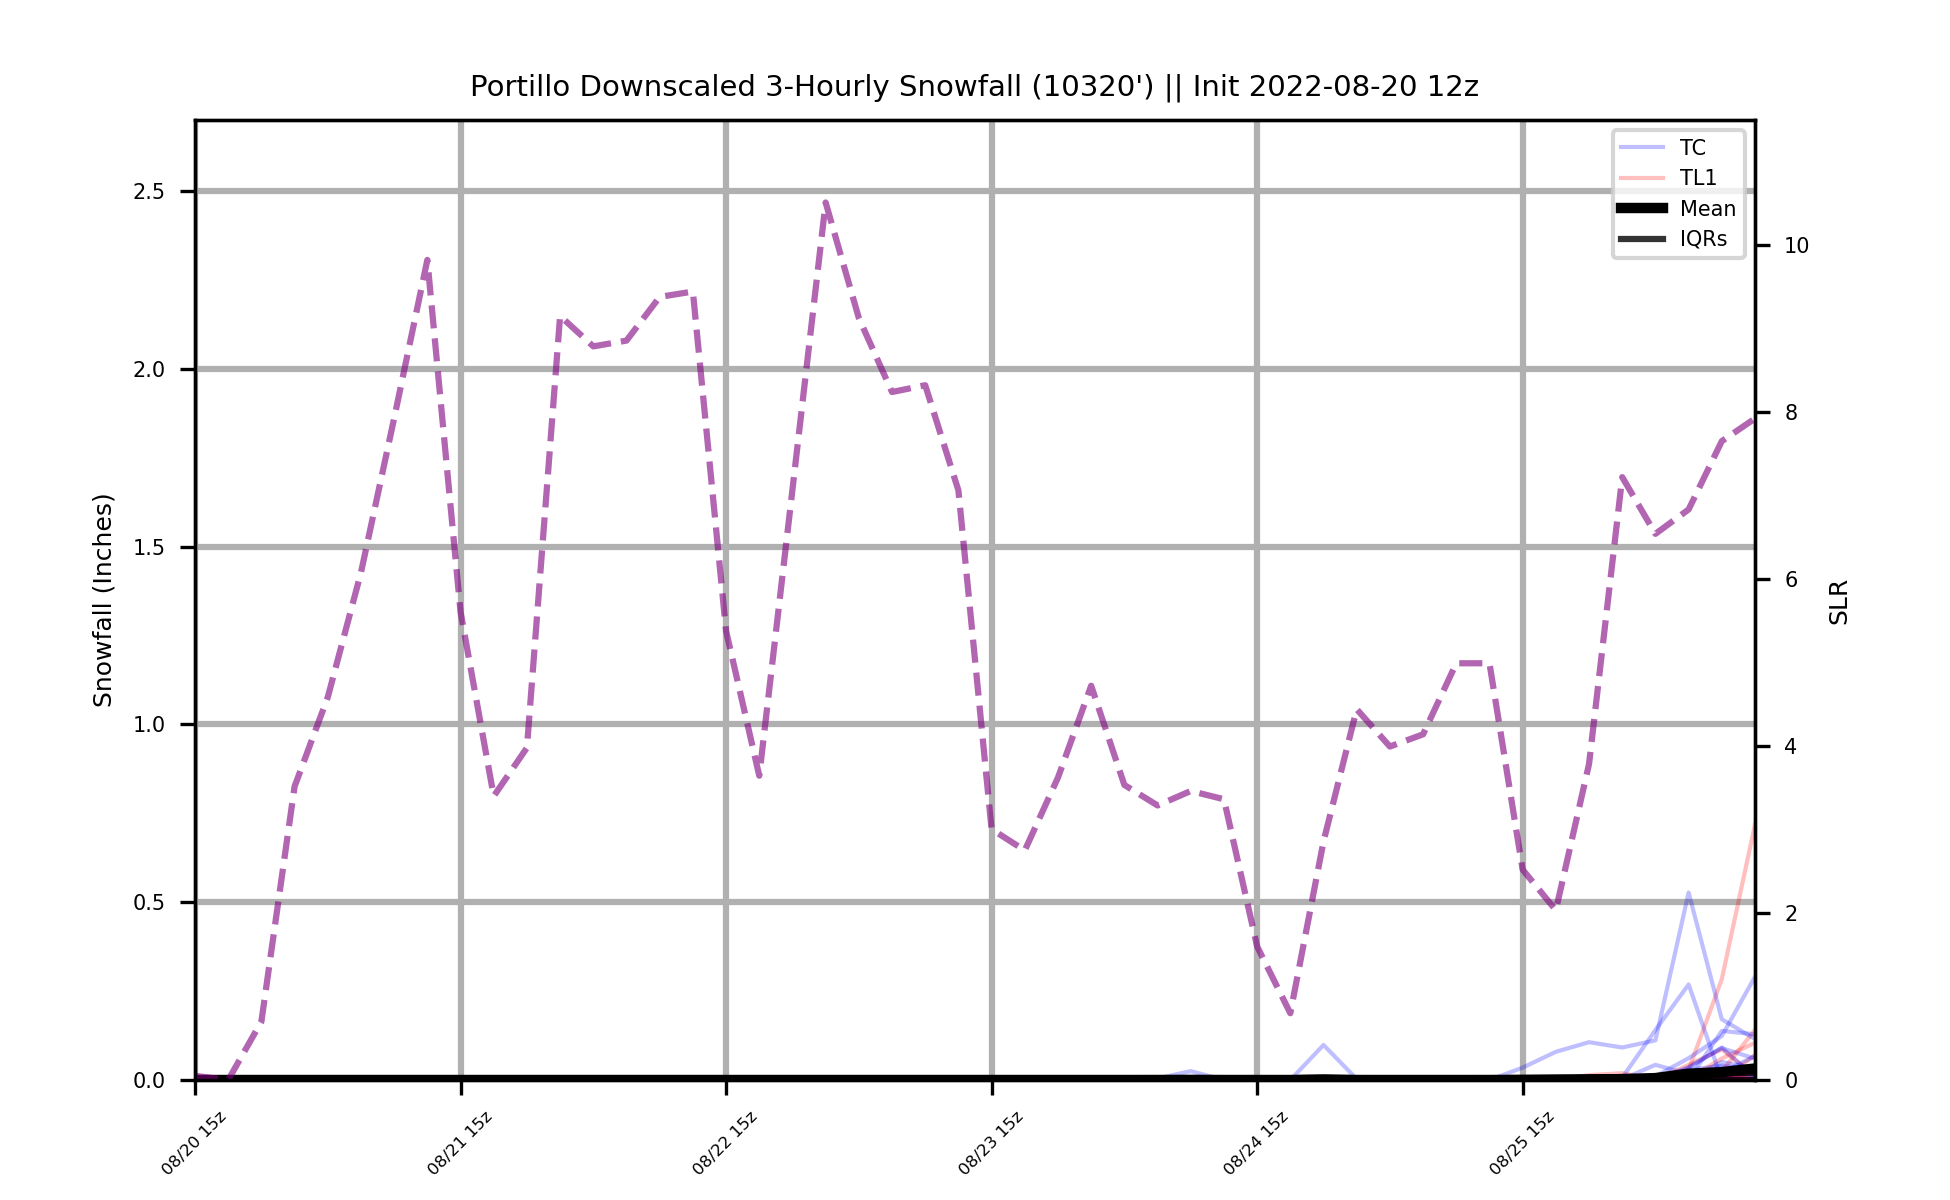 Portillo Downscaled 3-Hourly Snowfall (10320') || Init 2022-08-20 12z
TC
TL1
Mean
IQRs
Snowfall (Inches)
2.5
2.0
1.5
1.0
0.5
0.0
10
8
6
4
2
0
SLR
08/20 15z
08/21 15z
08/22 15z
08/23 15z
08/24 15z
08/25 15z